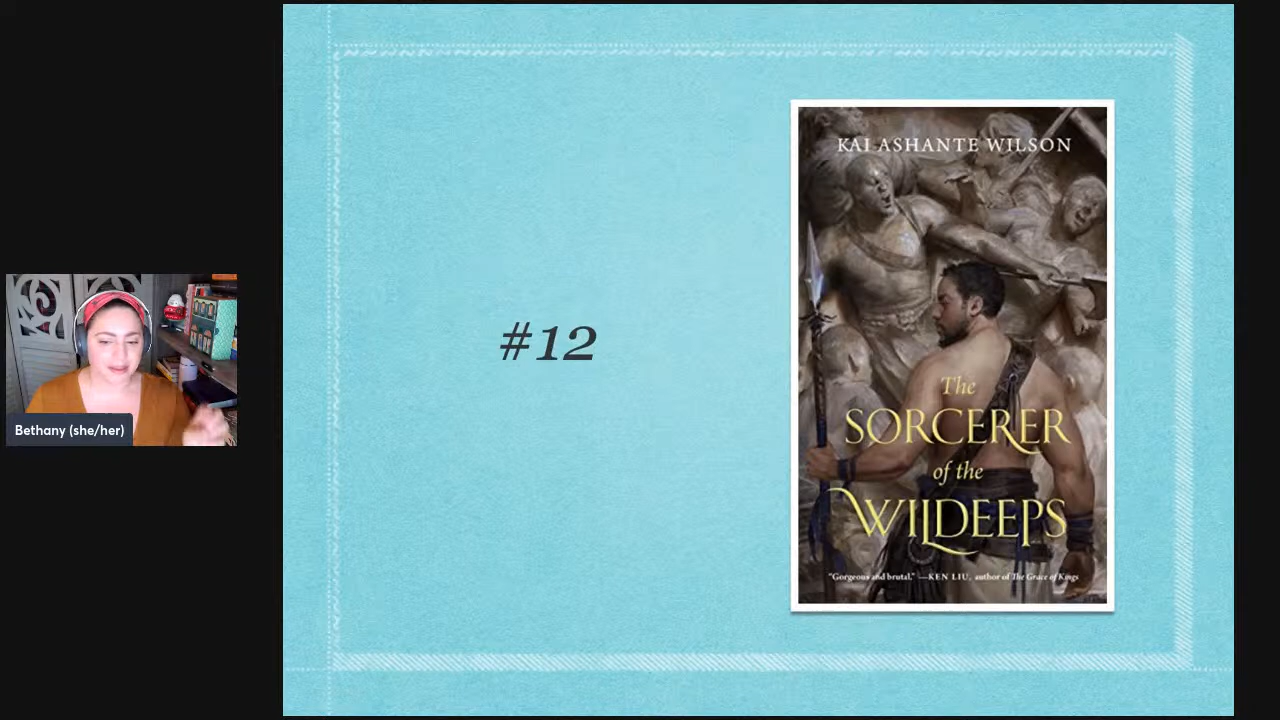 Bethany (she/her)
#12
KAI ASHANTE WILSON
The
SORCERER
of the
WILDEEPS
"Gorgeous and brutal." —KEN LIU, author of The Grace of Kings